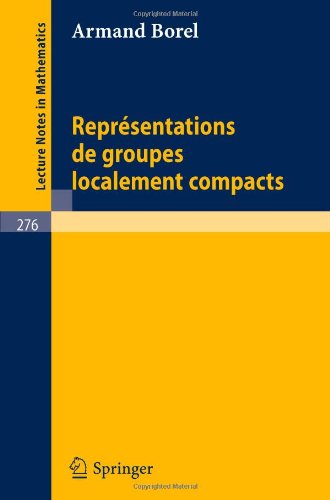 Armand Borel
Lecture Notes in Mathematics
Représentations
de groupes
localement compacts
276
Springer